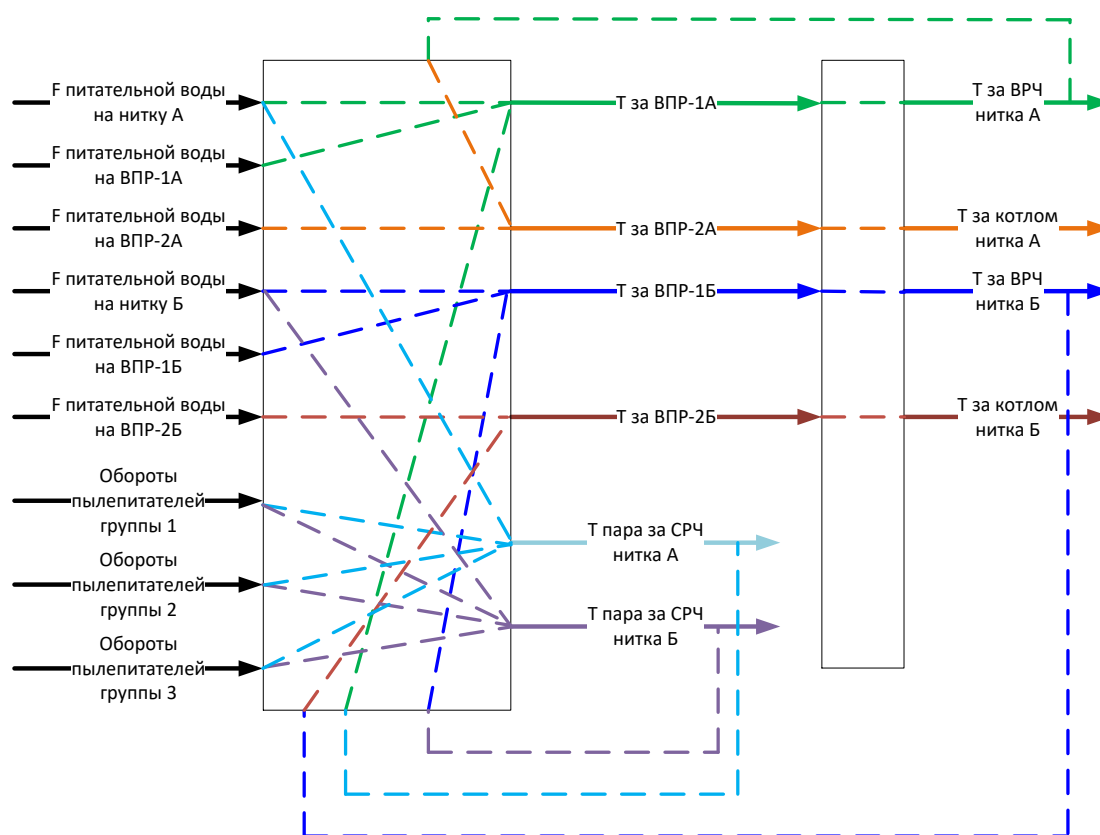 F питательной воды
на нитку А
F питательной воды
на ВПР-1А
F питательной воды
на ВПР-2А
F питательной воды
на нитку Б
F питательной воды
на ВПР-1Б
F питательной воды
на ВПР-2Б
Обороты
пылепитателей
группы 1
Обороты
пылепитателей
группы 2
Обороты
пылепитателей
группы 3
Т за ВПР-1А
Т за ВПР-2А
Т за ВПР-1Б
Т за ВПР-2Б
Т пара за СРЧ
нитка А
Т пара за СРЧ
нитка Б
Т за ВРЧ
нитка А
Т за котлом
нитка А
Т за ВРЧ
нитка Б
Т за котлом
нитка Б